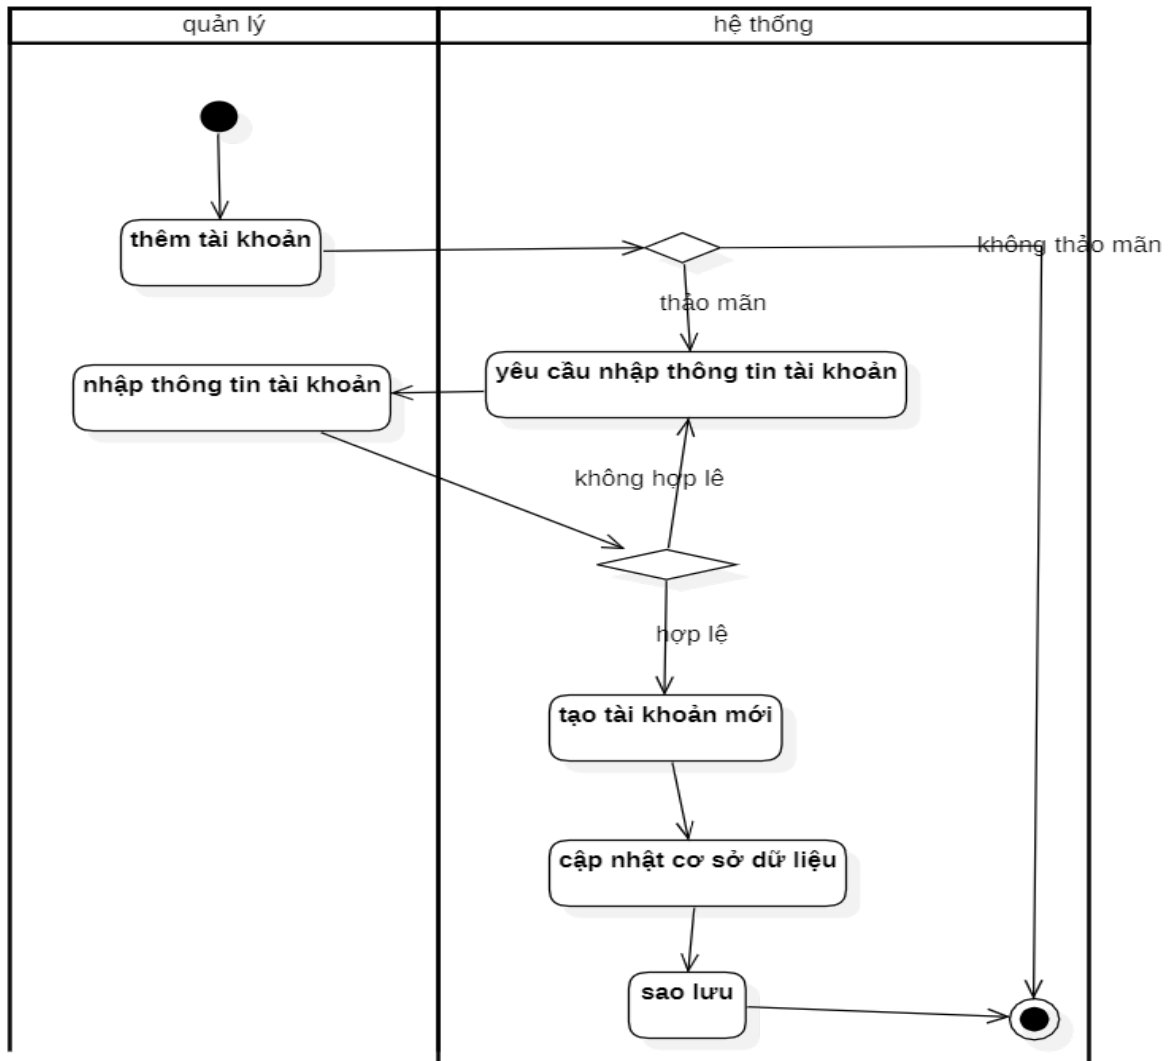 quản lý
hệ thống
thêm tài khoản
không thảo mãn
thảo mãn
yêu cầu nhập thông tin tài khoản
nhập thông tin tài khoản
không hợp lê
hợp lệ
tạo tài khoản mới
cập nhật cơ sở dữ liệu
sao lưu